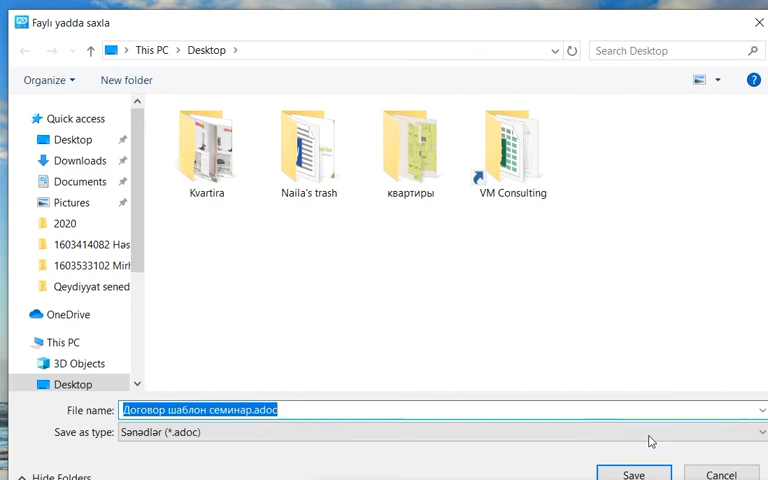 Faylı yadda saxla
This PC > Desktop >
Search Desktop
Organize
New folder
Quick access
Desktop
Downloads
Documents
Pictures
2020
1603414082 Həs
1603533102 Mirh
Qeydiyyat sened
OneDrive
This PC
3D Objects
Desktop
Kvartira
Naila's trash
квартиры
VM Consulting
File name: Договор шаблон семинар.adoc
Save as type: Sənədlər (*.adoc)
Hide Folders
Save
Cancel